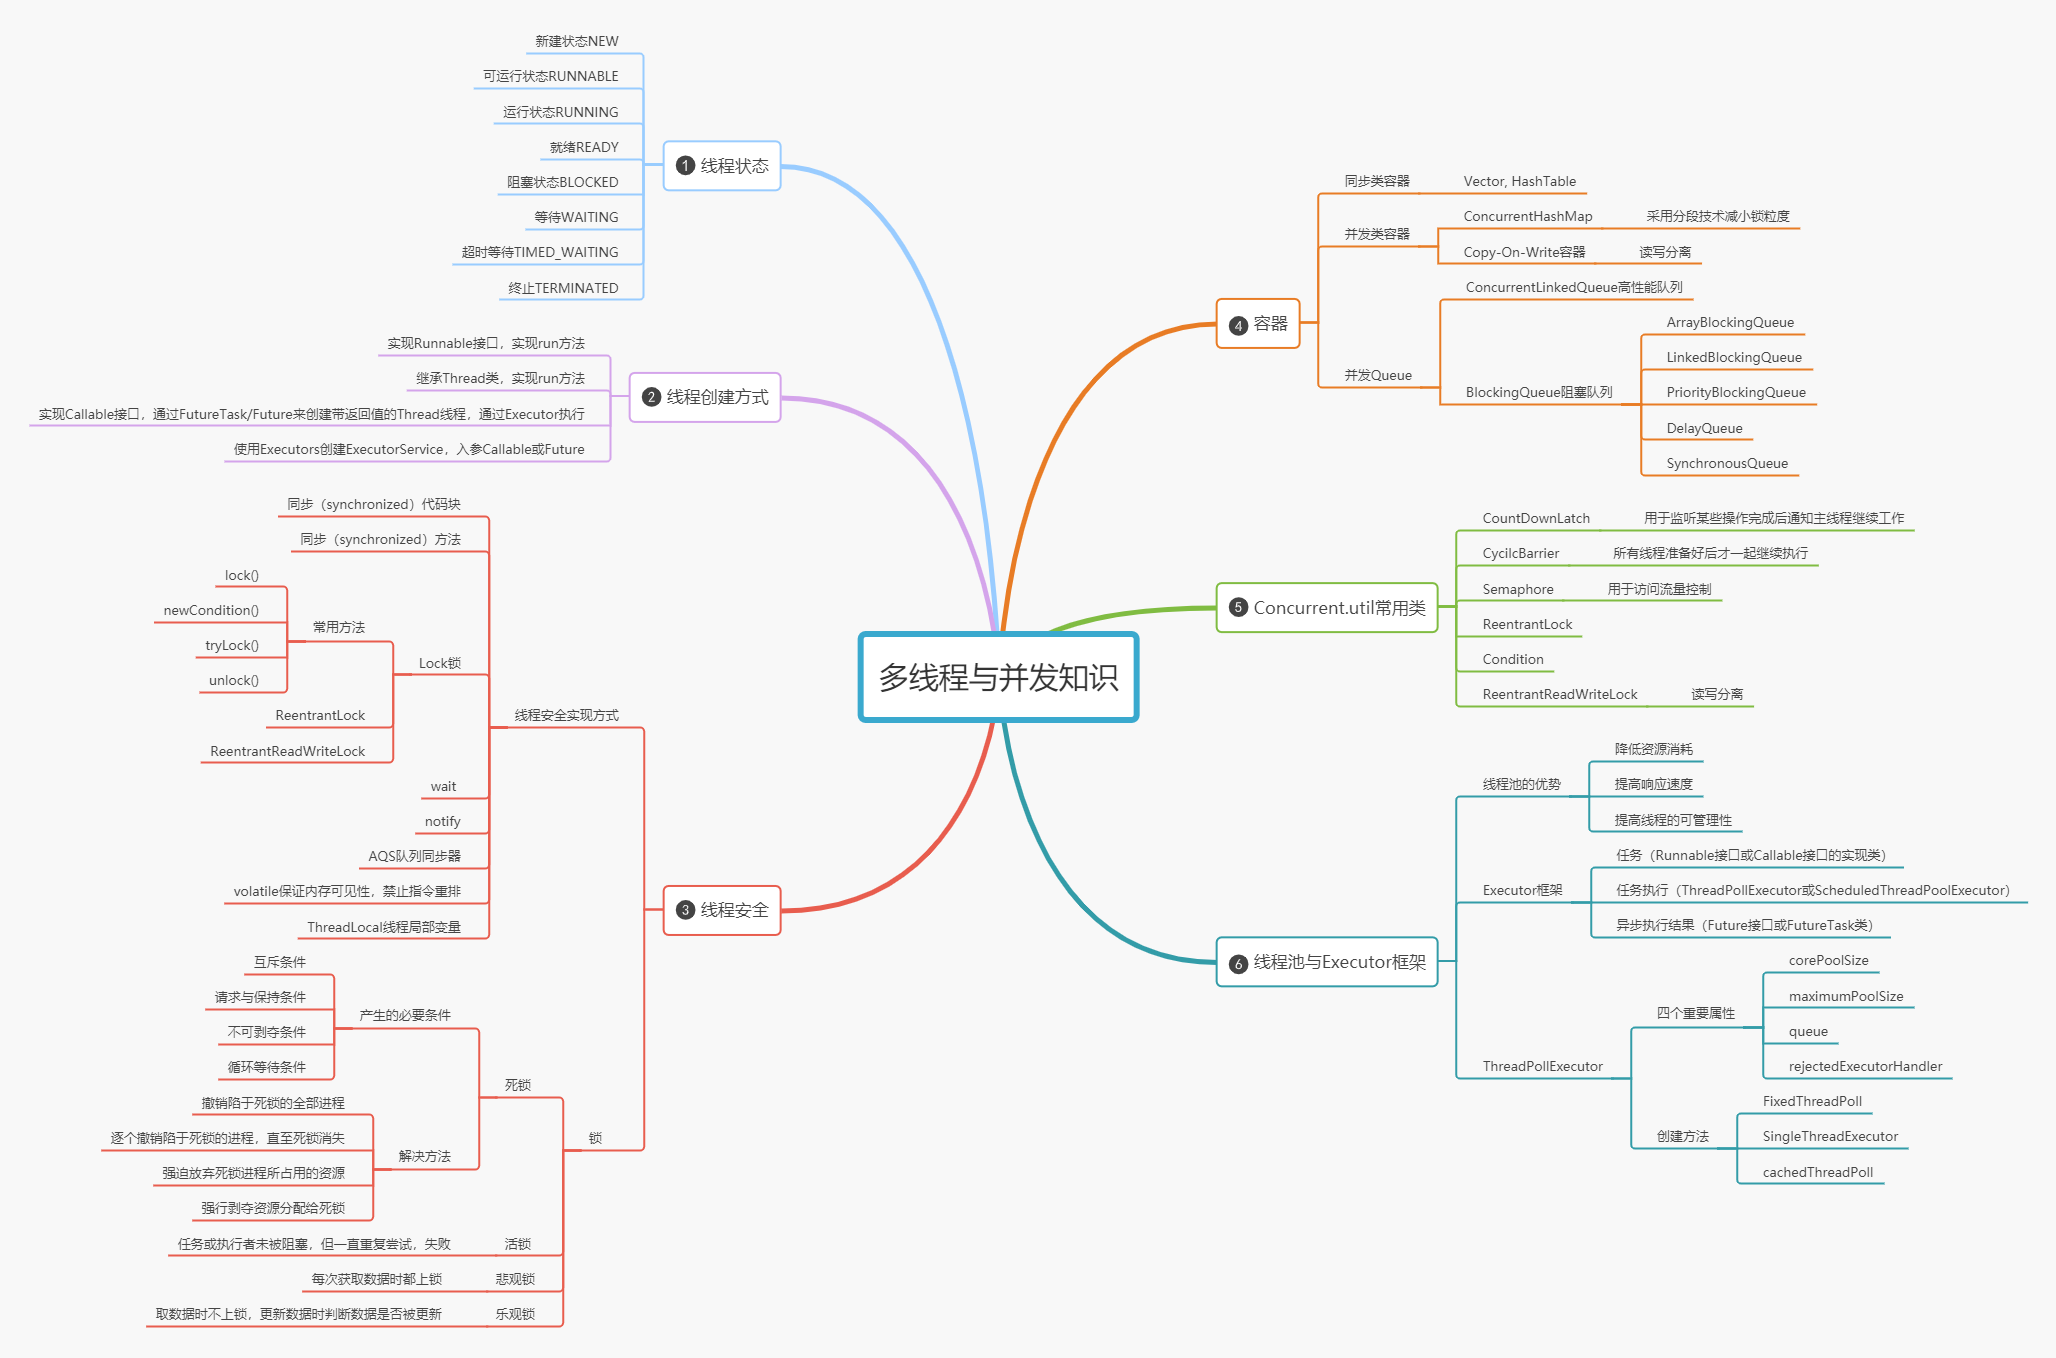 多线程与并发知识
1 线程状态
新建状态NEW
可运行状态RUNNABLE
运行状态RUNNING
就绪READY
阻塞状态BLOCKED
等待WAITING
超时等待TIMED_WAITING
终止TERMINATED
2 线程创建方式
实现Runnable接口，实现run方法
继承Thread类，实现run方法
实现Callable接口，通过FutureTask/Future来创建带返回值的Thread线程，通过Executor执行
使用Executors创建ExecutorService，入参Callable或Future
3 线程安全
线程安全实现方式
同步（synchronized）代码块
同步（synchronized）方法
Lock锁
常用方法
lock()
newCondition()
tryLock()
unlock()
ReentrantLock
ReentrantReadWriteLock
wait
notify
AQS队列同步器
volatile保证内存可见性，禁止指令重排
ThreadLocal线程局部变量
锁
死锁
产生的必要条件
互斥条件
请求与保持条件
不可剥夺条件
循环等待条件
解决方法
撤销陷于死锁的全部进程
逐个撤销陷于死锁的进程，直至死锁消失
强迫放弃死锁进程所占用的资源
强行剥夺资源分配给死锁
活锁
任务或执行者未被阻塞，但一直重复尝试，失败
悲观锁
每次获取数据时都上锁
乐观锁
取数据时不上锁，更新数据时判断数据是否被更新
4 容器
同步类容器
Vector, HashTable
并发类容器
ConcurrentHashMap
采用分段技术减小锁粒度
Copy-On-Write容器
读写分离
并发Queue
ConcurrentLinkedQueue高性能队列
BlockingQueue阻塞队列
ArrayBlockingQueue
LinkedBlockingQueue
PriorityBlockingQueue
DelayQueue
SynchronousQueue
5 Concurrent.util常用类
CountDownLatch
用于监听某些操作完成后通知主线程继续工作
CycilcBarrier
所有线程准备好后才一起继续执行
Semaphore
用于访问流量控制
ReentrantLock
Condition
ReentrantReadWriteLock
读写分离
6 线程池与Executor框架
线程池的优势
降低资源消耗
提高响应速度
提高线程的可管理性
Executor框架
任务（Runnable接口或Callable接口的实现类）
任务执行（ThreadPollExecutor或ScheduledThreadPoolExecutor）
异步执行结果（Future接口或FutureTask类）
ThreadPollExecutor
四个重要属性
corePoolSize
maximumPoolSize
queue
rejectedExecutorHandler
创建方法
FixedThreadPoll
SingleThreadExecutor
cachedThreadPoll